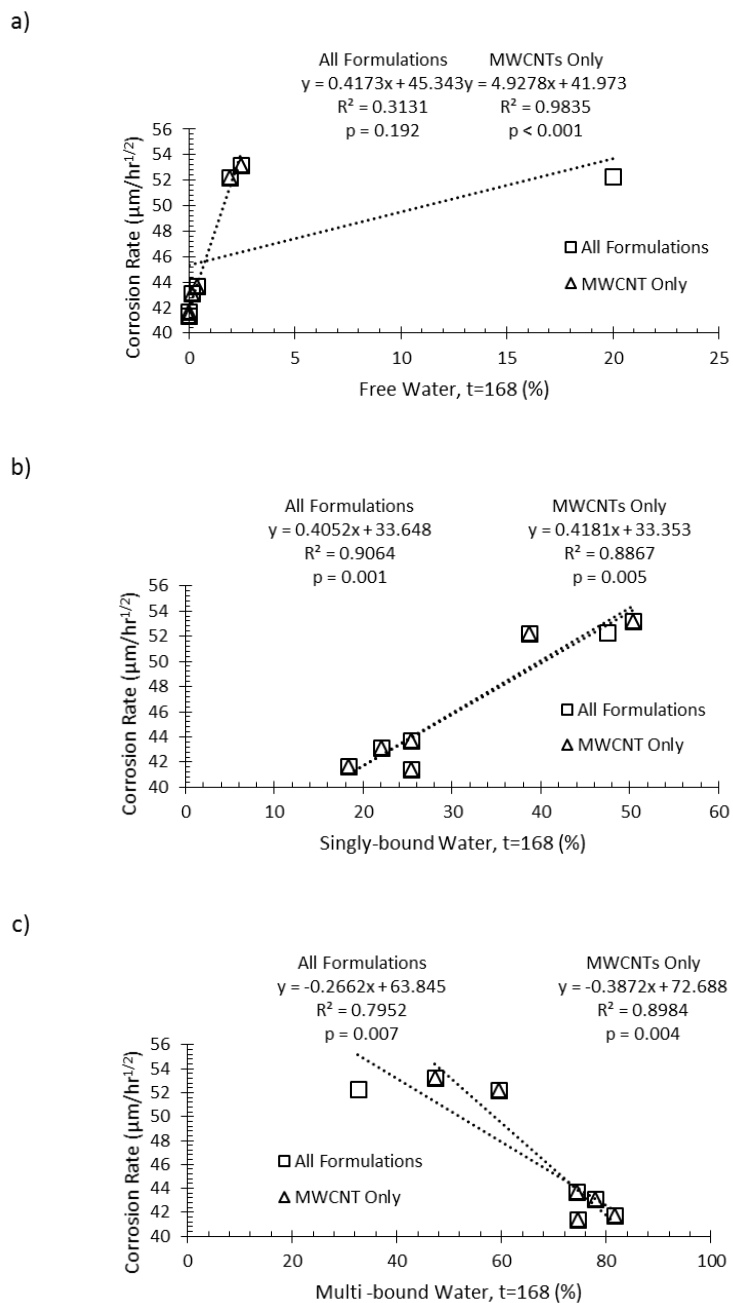 a)
All Formulations MWCNTs Only
y = 0.4173x + 45.343y = 4.9278x + 41.973
R² = 0.3131 R² = 0.9835
p = 0.192 p < 0.001
Corrosion Rate (µm/hr^1/2)
56
54
52
50
48
46
44
42
40
All Formulations
MWCNT Only
0 5 10 15 20 25
Free Water, t=168 (%)
b)
All Formulations MWCNTs Only
y = 0.4052x + 33.648 y = 0.4181x + 33.353
R² = 0.9064 R² = 0.8867
p = 0.001 p = 0.005
Corrosion Rate (µm/hr^1/2)
56
54
52
50
48
46
44
42
40
All Formulations
MWCNT Only
0 10 20 30 40 50 60
Singly-bound Water, t=168 (%)
c)
All Formulations MWCNTs Only
y = -0.2662x + 63.845 y = -0.3872x + 72.688
R² = 0.7952 R² = 0.8984
p = 0.007 p = 0.004
Corrosion Rate (µm/hr^1/2)
56
54
52
50
48
46
44
42
40
All Formulations
MWCNT Only
0 20 40 60 80 100
Multi -bound Water, t=168 (%)